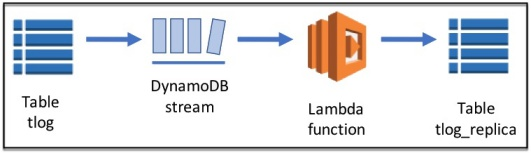 Table
tlog
DynamoDB
stream
Lambda
function
Table
tlog_replica